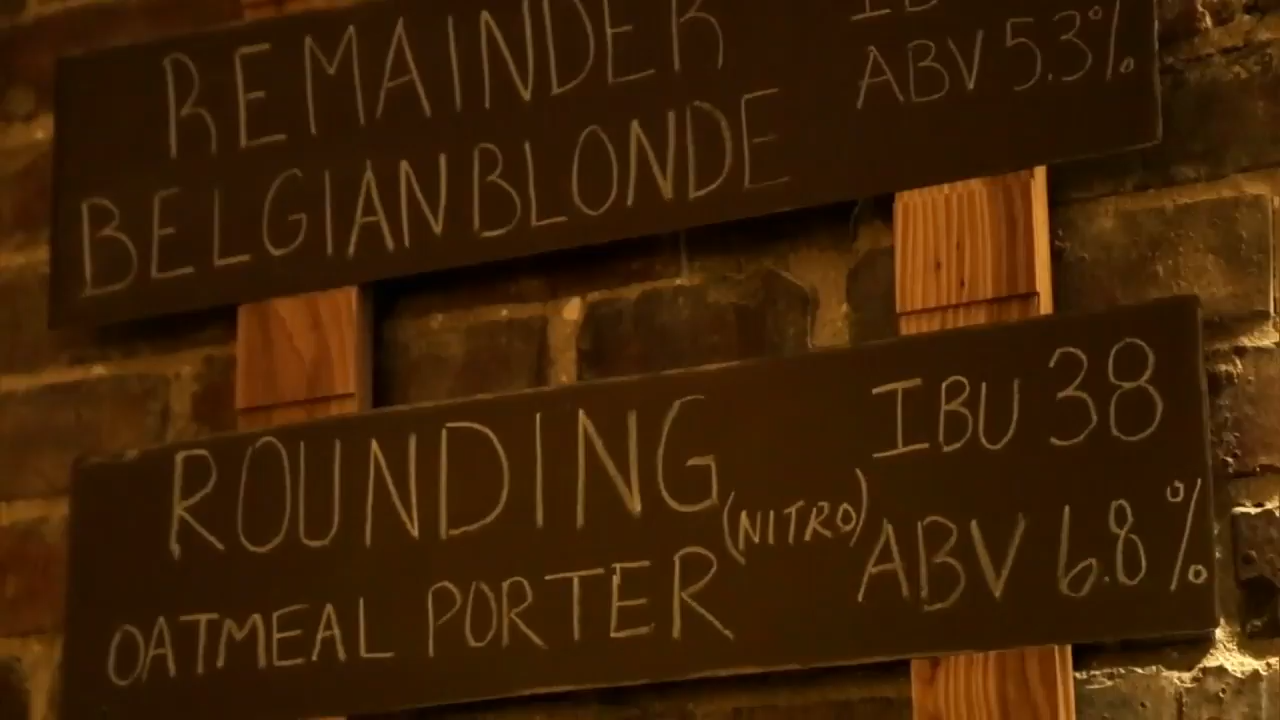 REMAINDER
BELGIAN BLONDE
ABV 5.3%
ROUNDING
(NITRO)
OATMEAL PORTER
IBU 38
ABV 6.8%